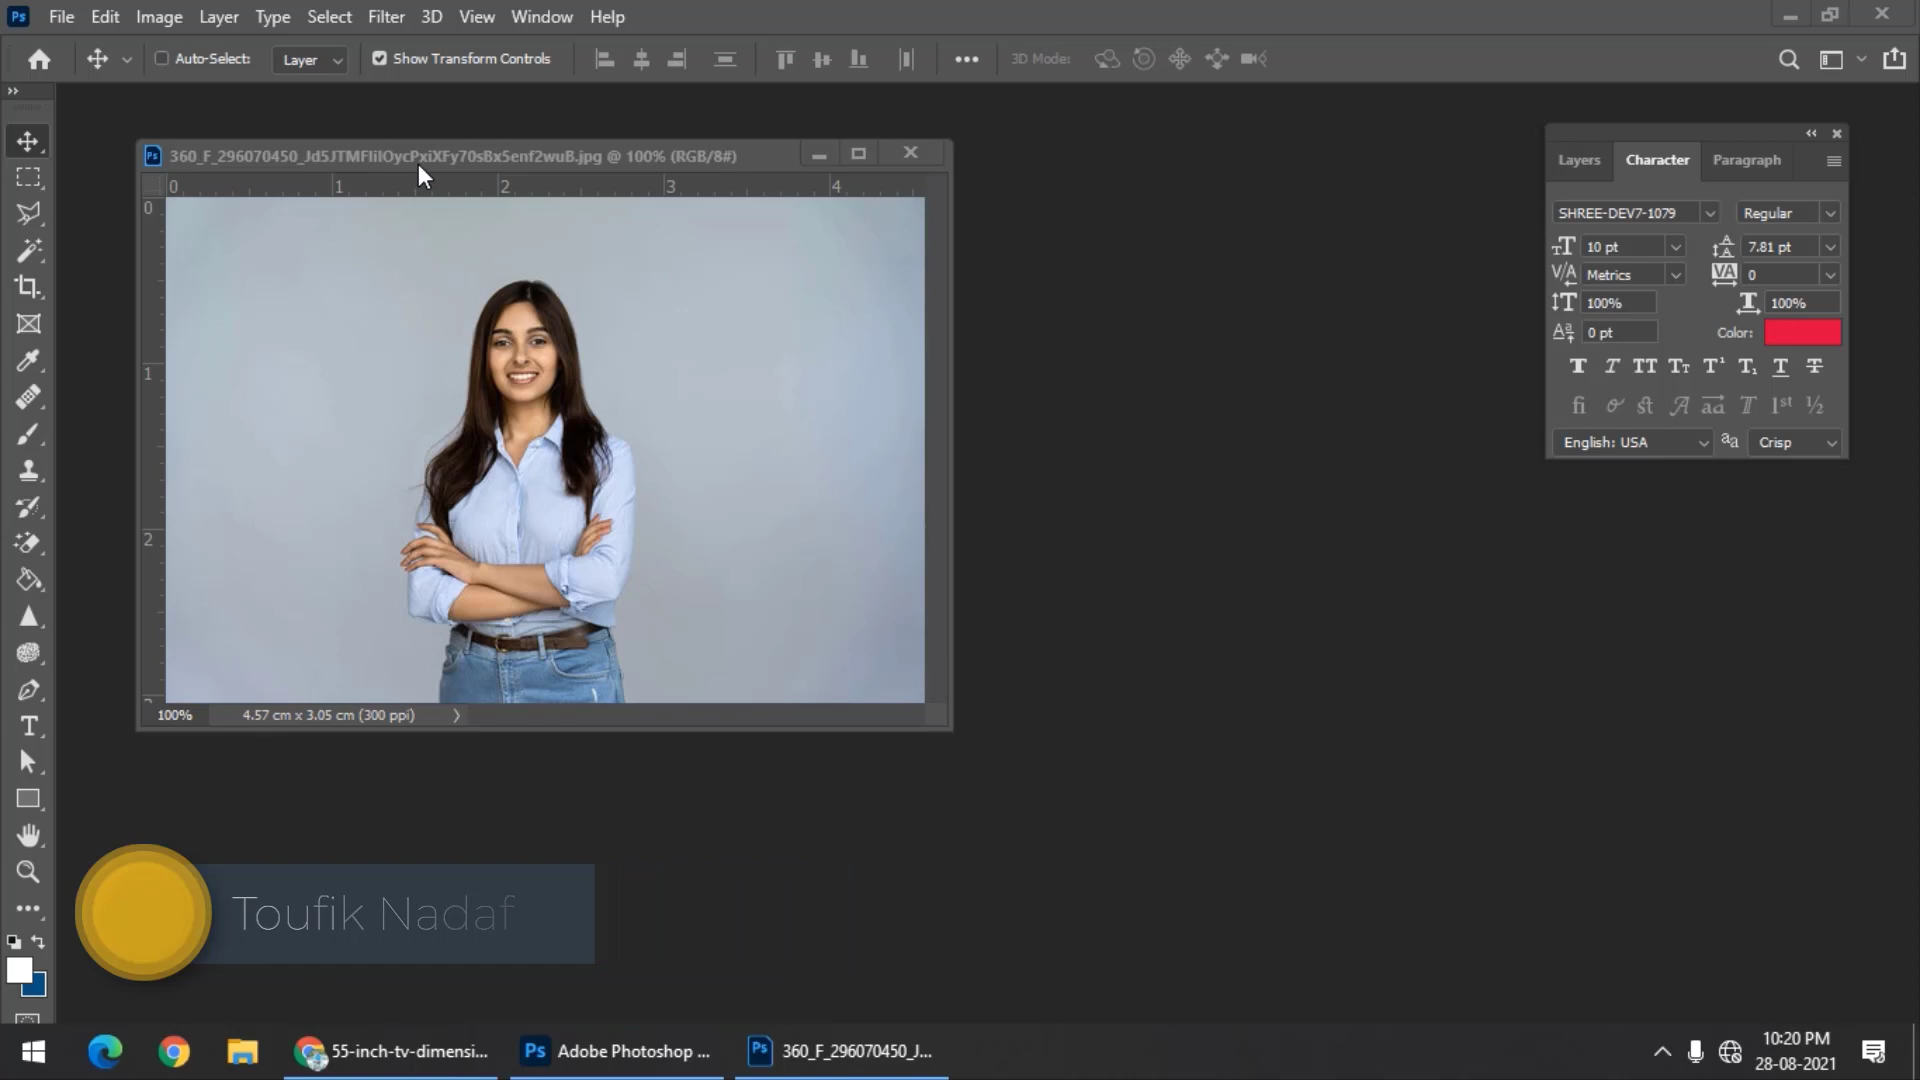 Ps File Edit Image Layer Type Select Filter 3D View Window Help
Auto-Select: Layer Show Transform Controls 3D Mode:
Ps 360_F_296070450_Jd5JTMFIilOycPxiXFy70sBx5enf2wuB.jpg @ 100% (RGB/8#)
0 1 2 3 4
0
1
2
100% 4.57 cm x 3.05 cm (300 ppi)
Layers Character Paragraph
SHREE-DEV7-1079 Regular
10 pt 7.81 pt
Metrics 0
100% 100%
0 pt Color:
English: USA Crisp
Toufik Nadaf
55-inch-tv-dimensi... Ps Adobe Photoshop ... Ps 360_F_296070450_J...
10:20 PM
28-08-2021